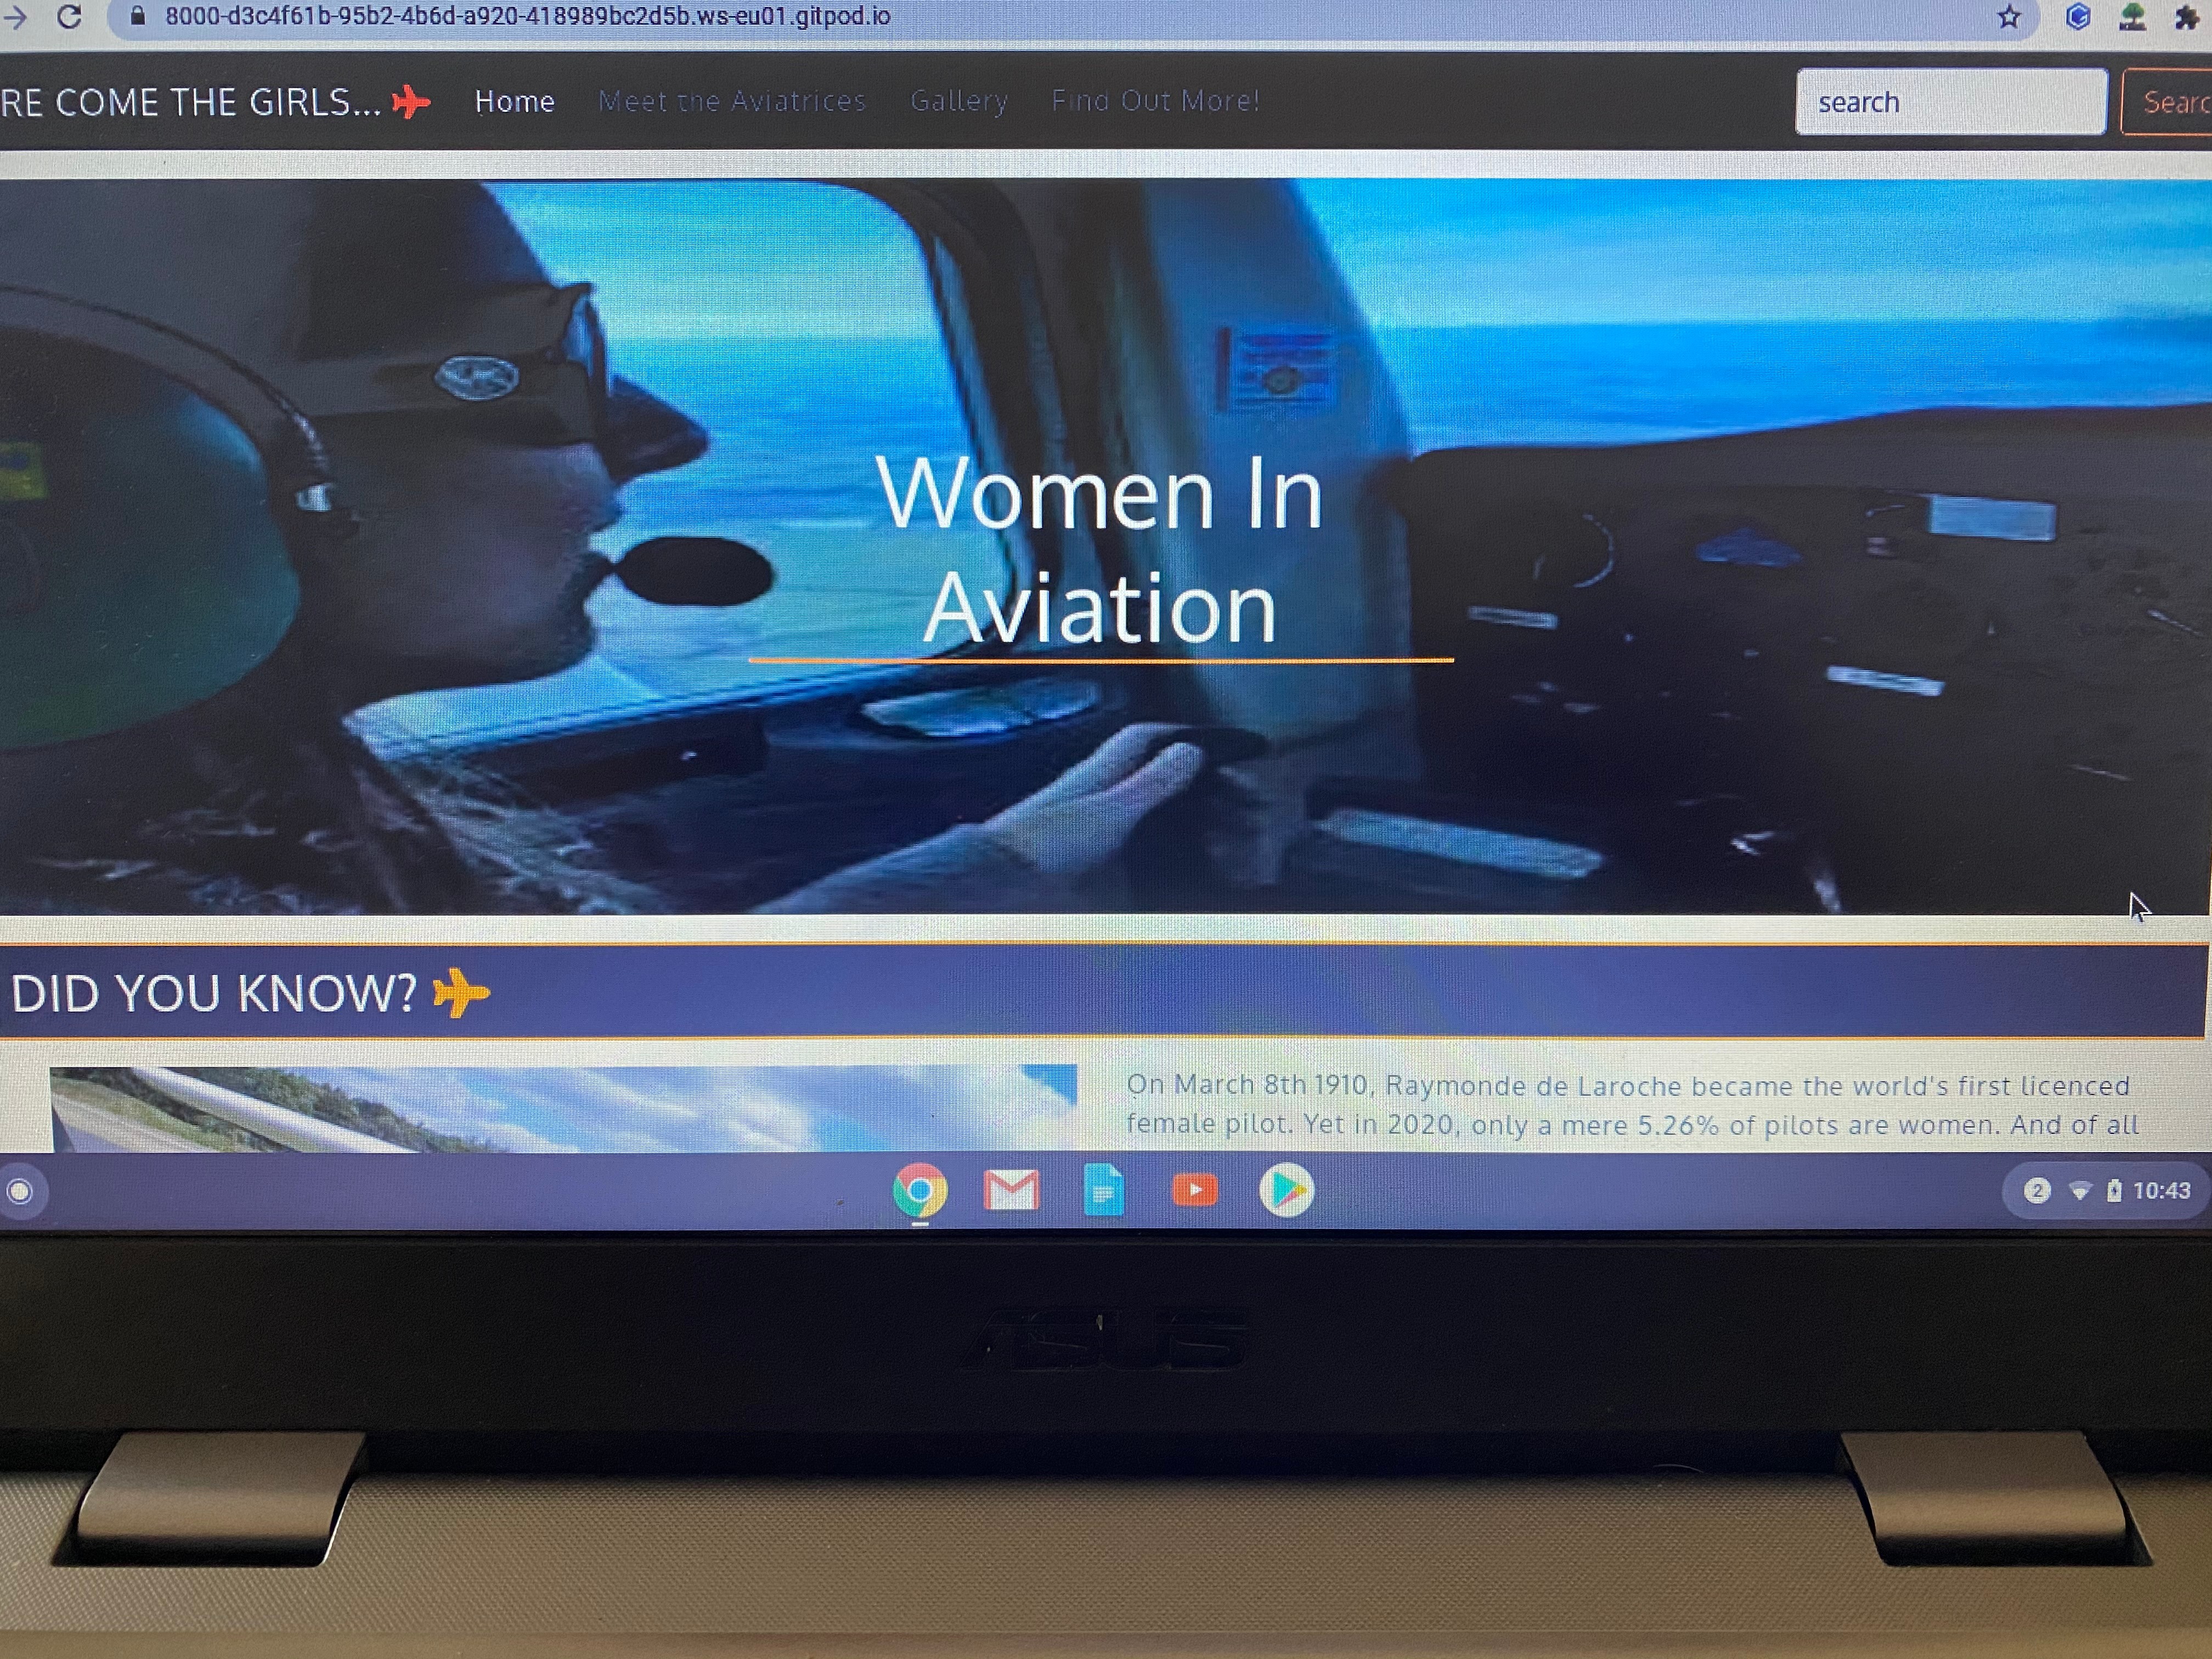 8000-d3c4f61b-95b2-4b6d-a920-418989bc2d5b.ws-eu01.gitpod.io
RE COME THE GIRLS... Home Meet the Aviatrices Gallery Find Out More! search Searc
Women In
Aviation
DID YOU KNOW?
On March 8th 1910, Raymonde de Laroche became the world's first licenced
female pilot. Yet in 2020, only a mere 5.26% of pilots are women. And of all
2 10:43
ASUS